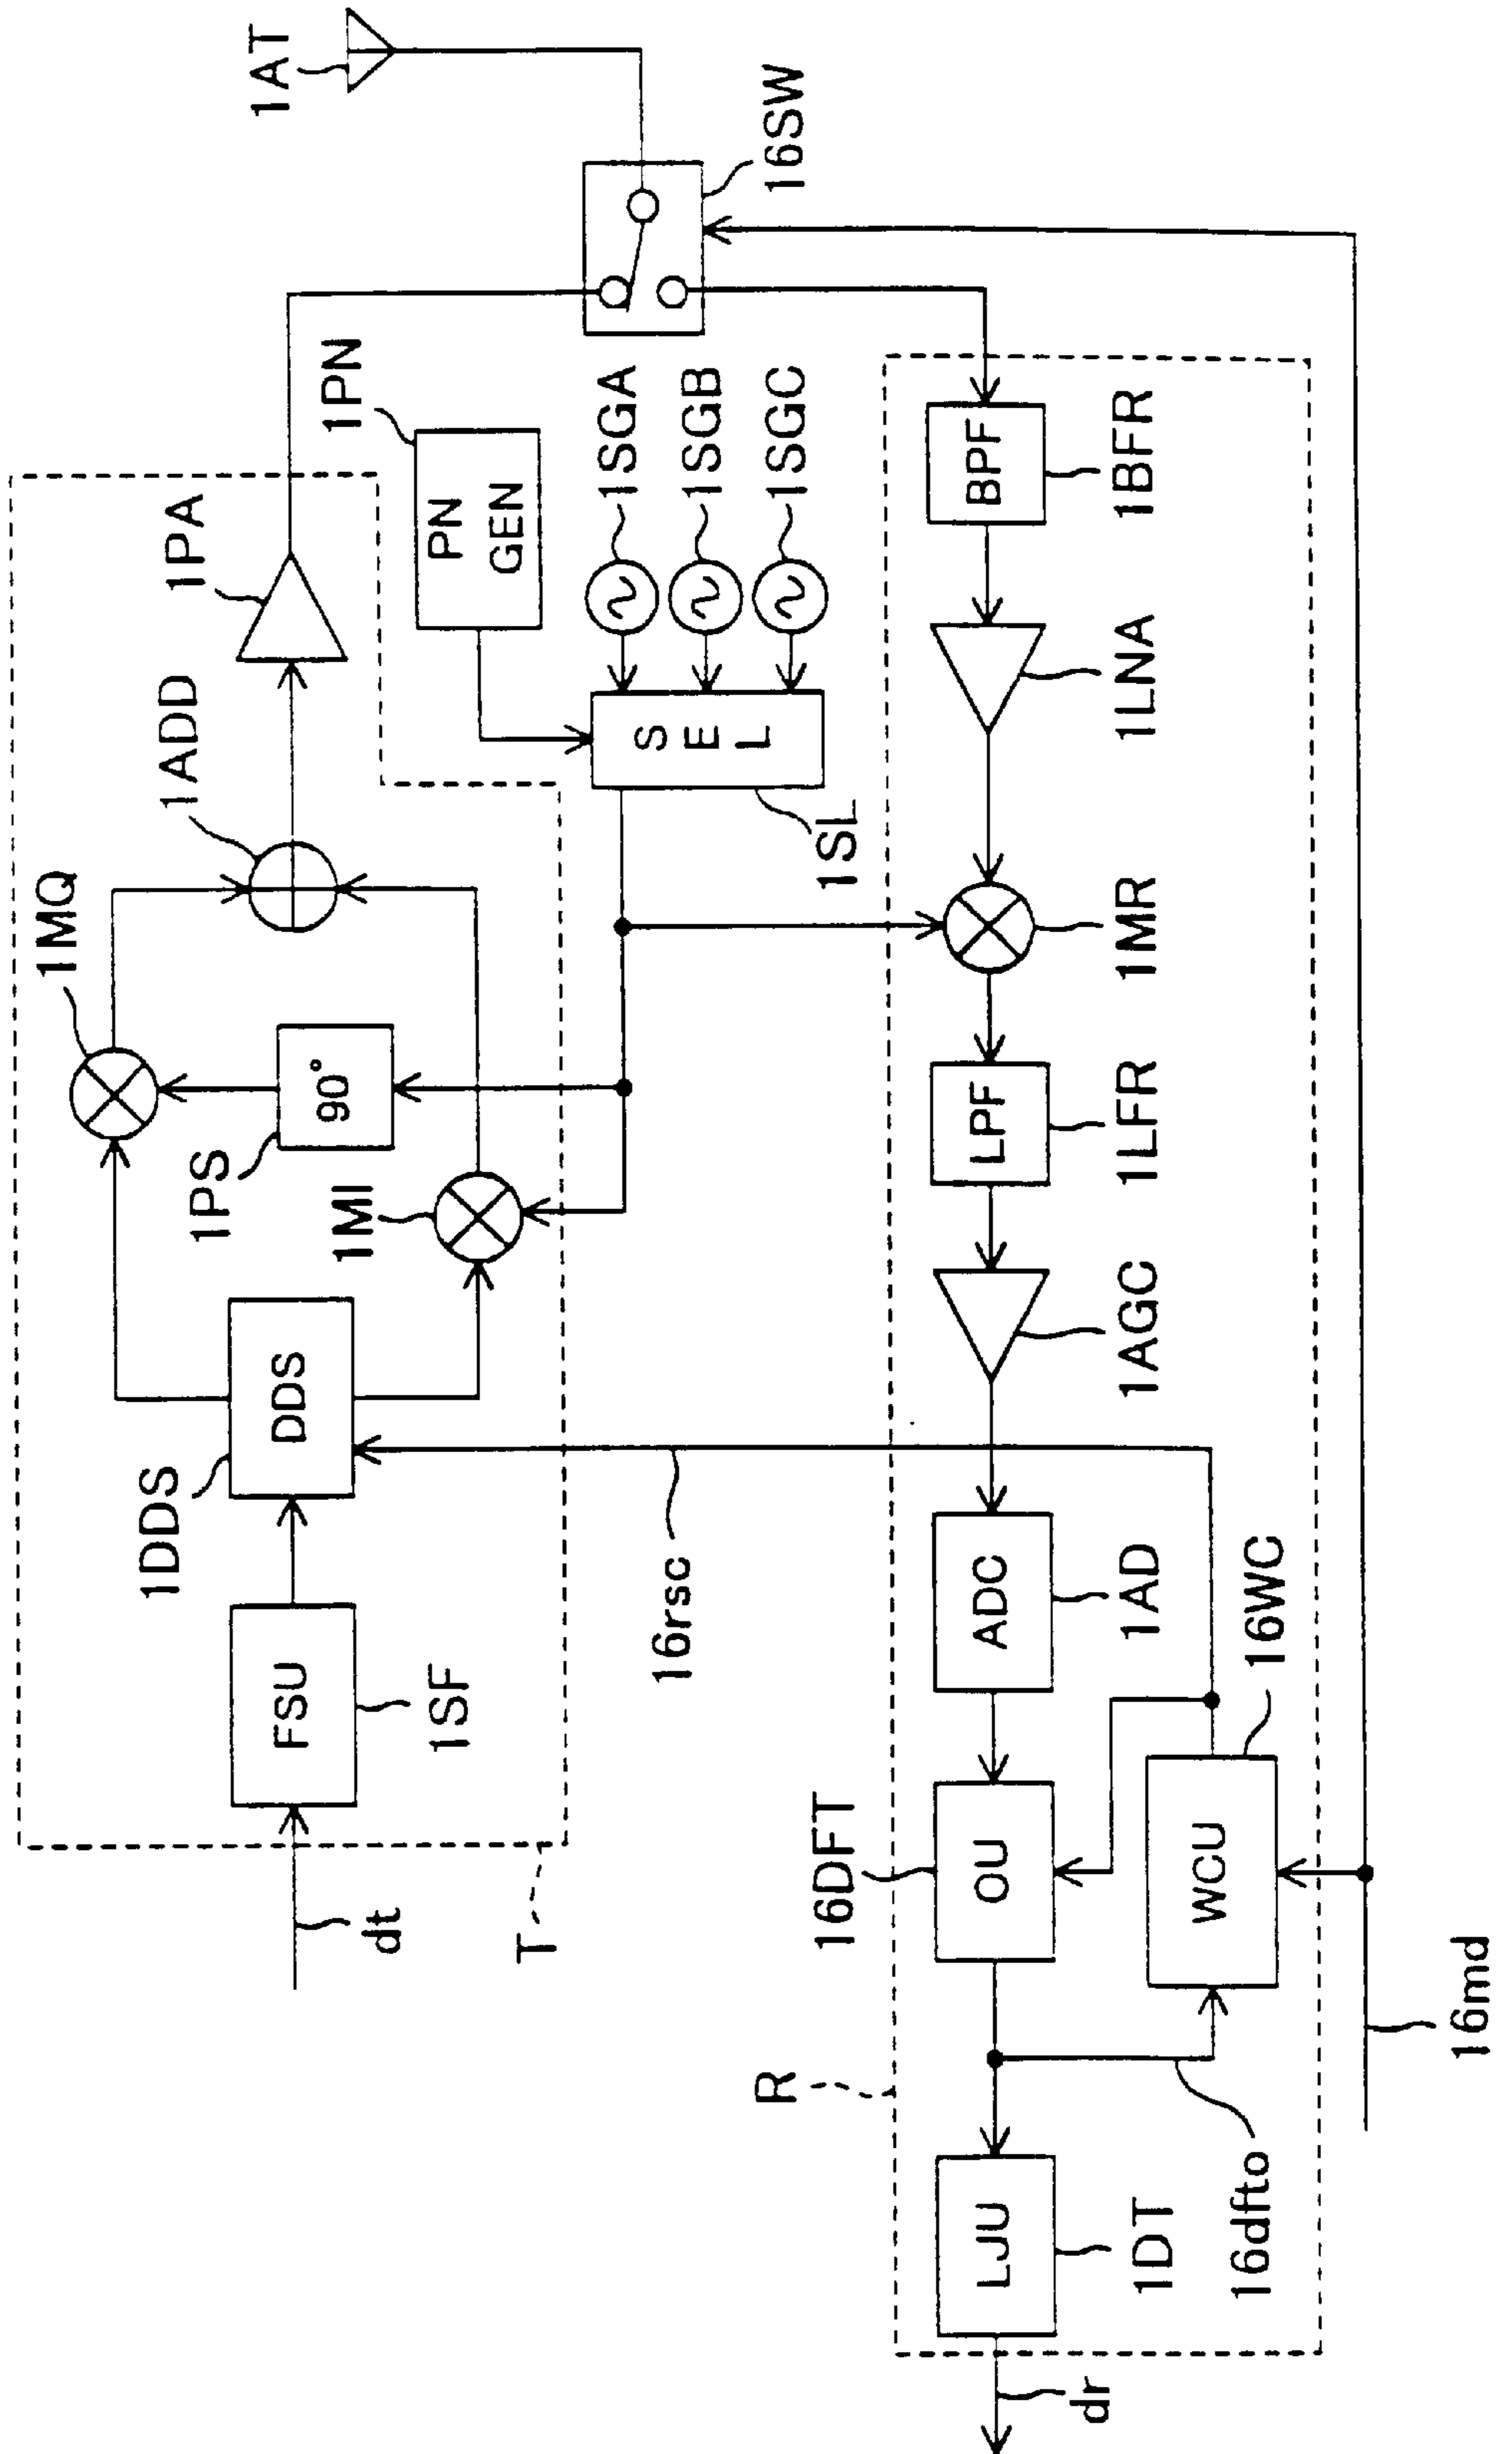 1AT
16SW
1PN
PN
GEN
1SGA
1SGB
1SGC
1PA
1ADD
1MQ
SEL
1SL
90°
1PS
1MI
DDS
1DDS
FSU
1SF
dt
T
BPF
1BFR
1LNA
1MR
LPF
1LFR
1AGC
16rsc
ADC
1AD
OU
16DFT
WCU
16WC
R
LJU
1DT
16dfto
16md
dr